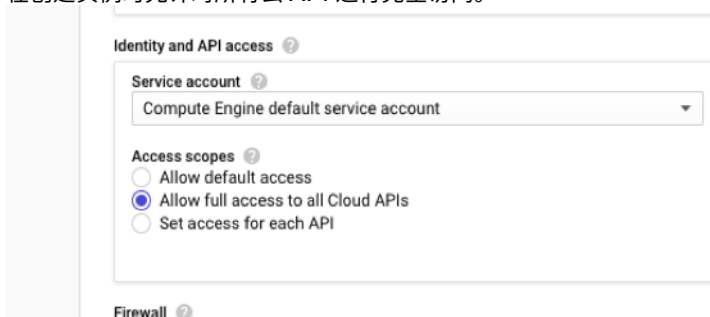 Identity and API access
Service account
Compute Engine default service account
Access scopes
Allow default access
Allow full access to all Cloud APIs
Set access for each API
Firewall